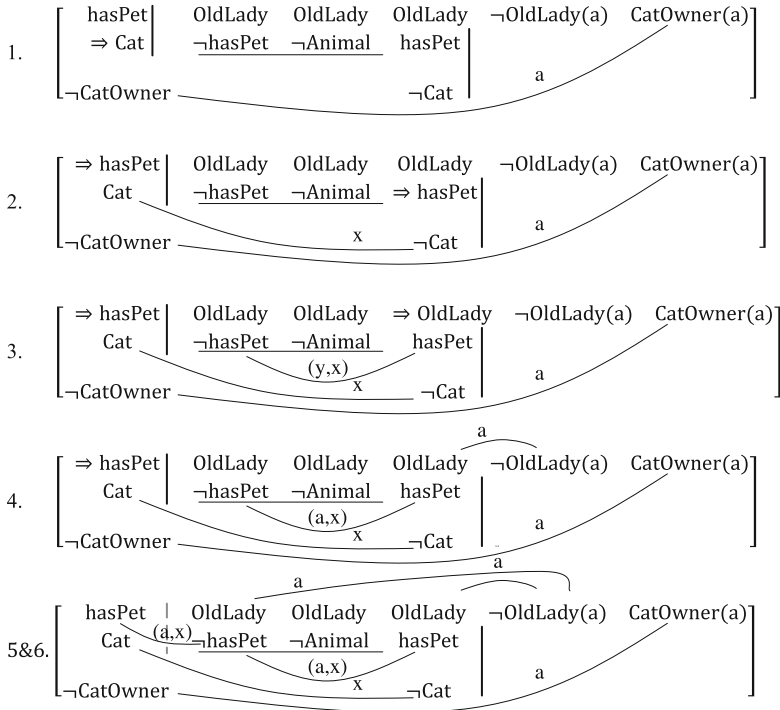 hasPet OldLady OldLady OldLady ¬OldLady(a) CatOwner(a)
1. ⇒ Cat ¬hasPet ¬Animal hasPet
a
¬CatOwner ¬Cat
⇒ hasPet OldLady OldLady OldLady ¬OldLady(a) CatOwner(a)
2. Cat ¬hasPet ¬Animal ⇒ hasPet
x a
¬CatOwner ¬Cat
⇒ hasPet OldLady OldLady ⇒ OldLady ¬OldLady(a) CatOwner(a)
3. Cat ¬hasPet ¬Animal hasPet
(y,x) a
x
¬CatOwner ¬Cat
a
⇒ hasPet OldLady OldLady OldLady ¬OldLady(a) CatOwner(a)
4. Cat ¬hasPet ¬Animal hasPet
(a,x) a
x
¬CatOwner ¬Cat
a
a
hasPet OldLady OldLady OldLady ¬OldLady(a) CatOwner(a)
5&6. Cat (a,x) ¬hasPet ¬Animal hasPet
(a,x) a
x
¬CatOwner ¬Cat